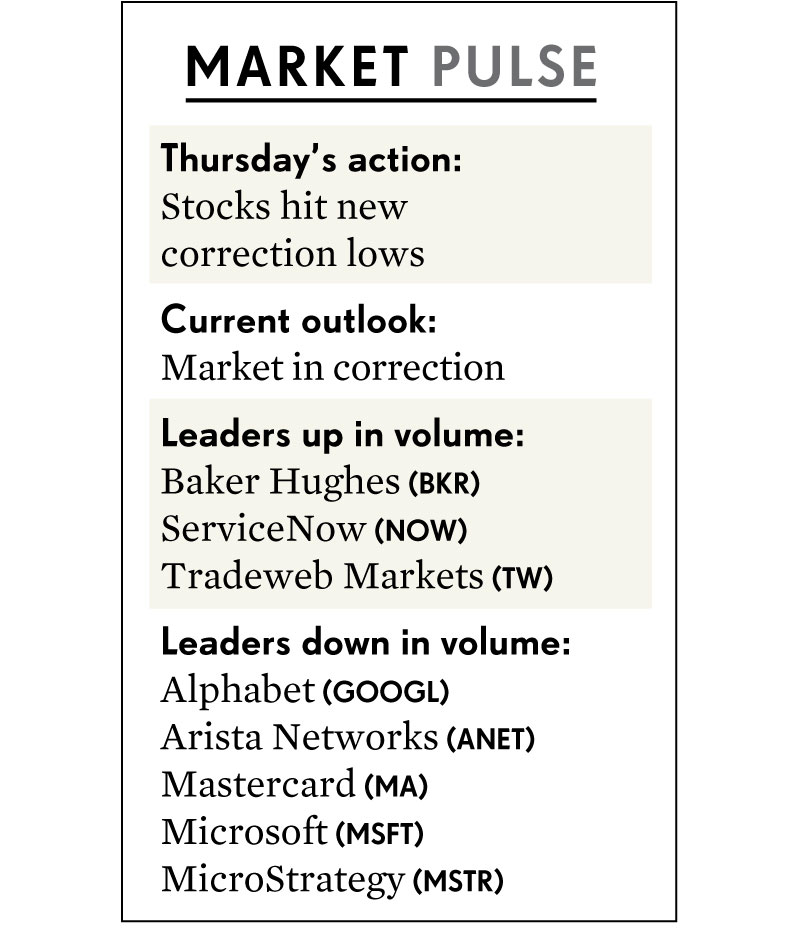 MARKET PULSE
Thursday's action:
Stocks hit new
correction lows
Current outlook:
Market in correction
Leaders up in volume:
Baker Hughes (BKR)
ServiceNow (NOW)
Tradeweb Markets (TW)
Leaders down in volume:
Alphabet (GOOGL)
Arista Networks (ANET)
Mastercard (MA)
Microsoft (MSFT)
MicroStrategy (MSTR)